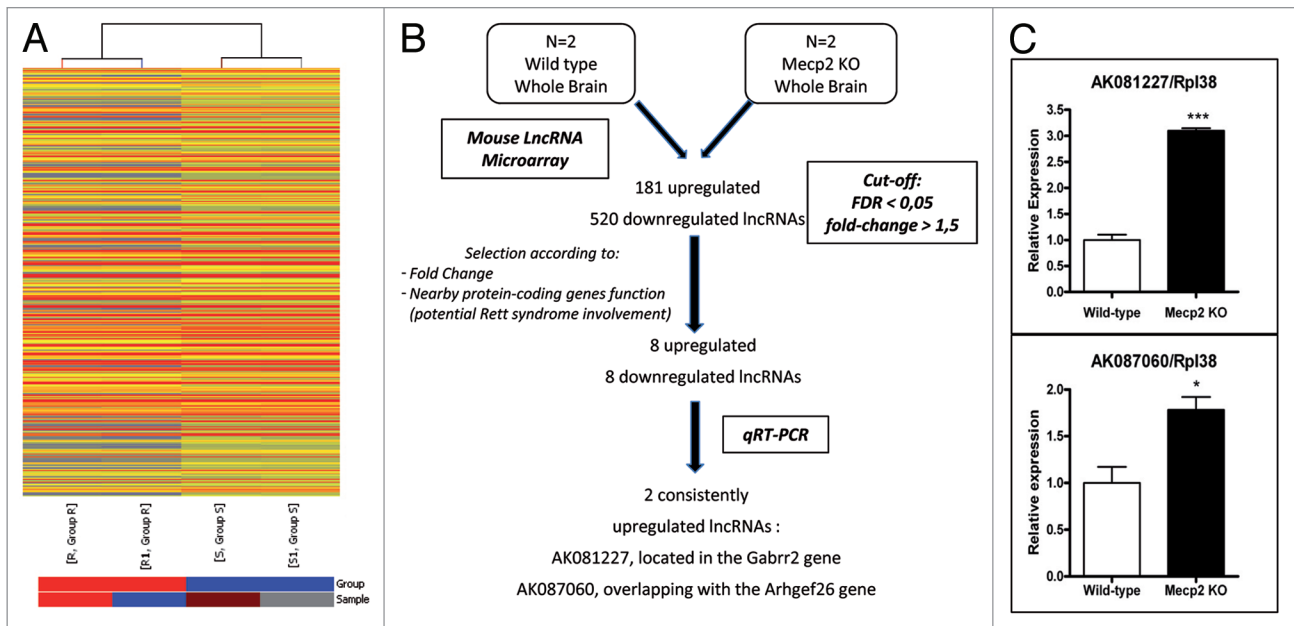 A
[R, Group R]
[R1, Group R]
[S, Group S]
[S1, Group S]
Group
Sample
B
N=2
Wild type
Whole Brain
N=2
Mecp2 KO
Whole Brain
Mouse LncRNA
Microarray
181 upregulated
520 downregulated lncRNAs
Cut-off:
FDR < 0,05
fold-change > 1,5
Selection according to:
- Fold Change
- Nearby protein-coding genes function
(potential Rett syndrome involvement)
8 upregulated
8 downregulated lncRNAs
qRT-PCR
2 consistently
upregulated lncRNAs :
AK081227, located in the Gabrr2 gene
AK087060, overlapping with the Arhgef26 gene
C
AK081227/Rpl38
Relative Expression
3.5
3.0
2.5
2.0
1.5
1.0
0.5
0.0
***
Wild-type
Mecp2 KO
AK087060/Rpl38
Relative expression
2.0
1.5
1.0
0.5
0.0
*
Wild-type
Mecp2 KO